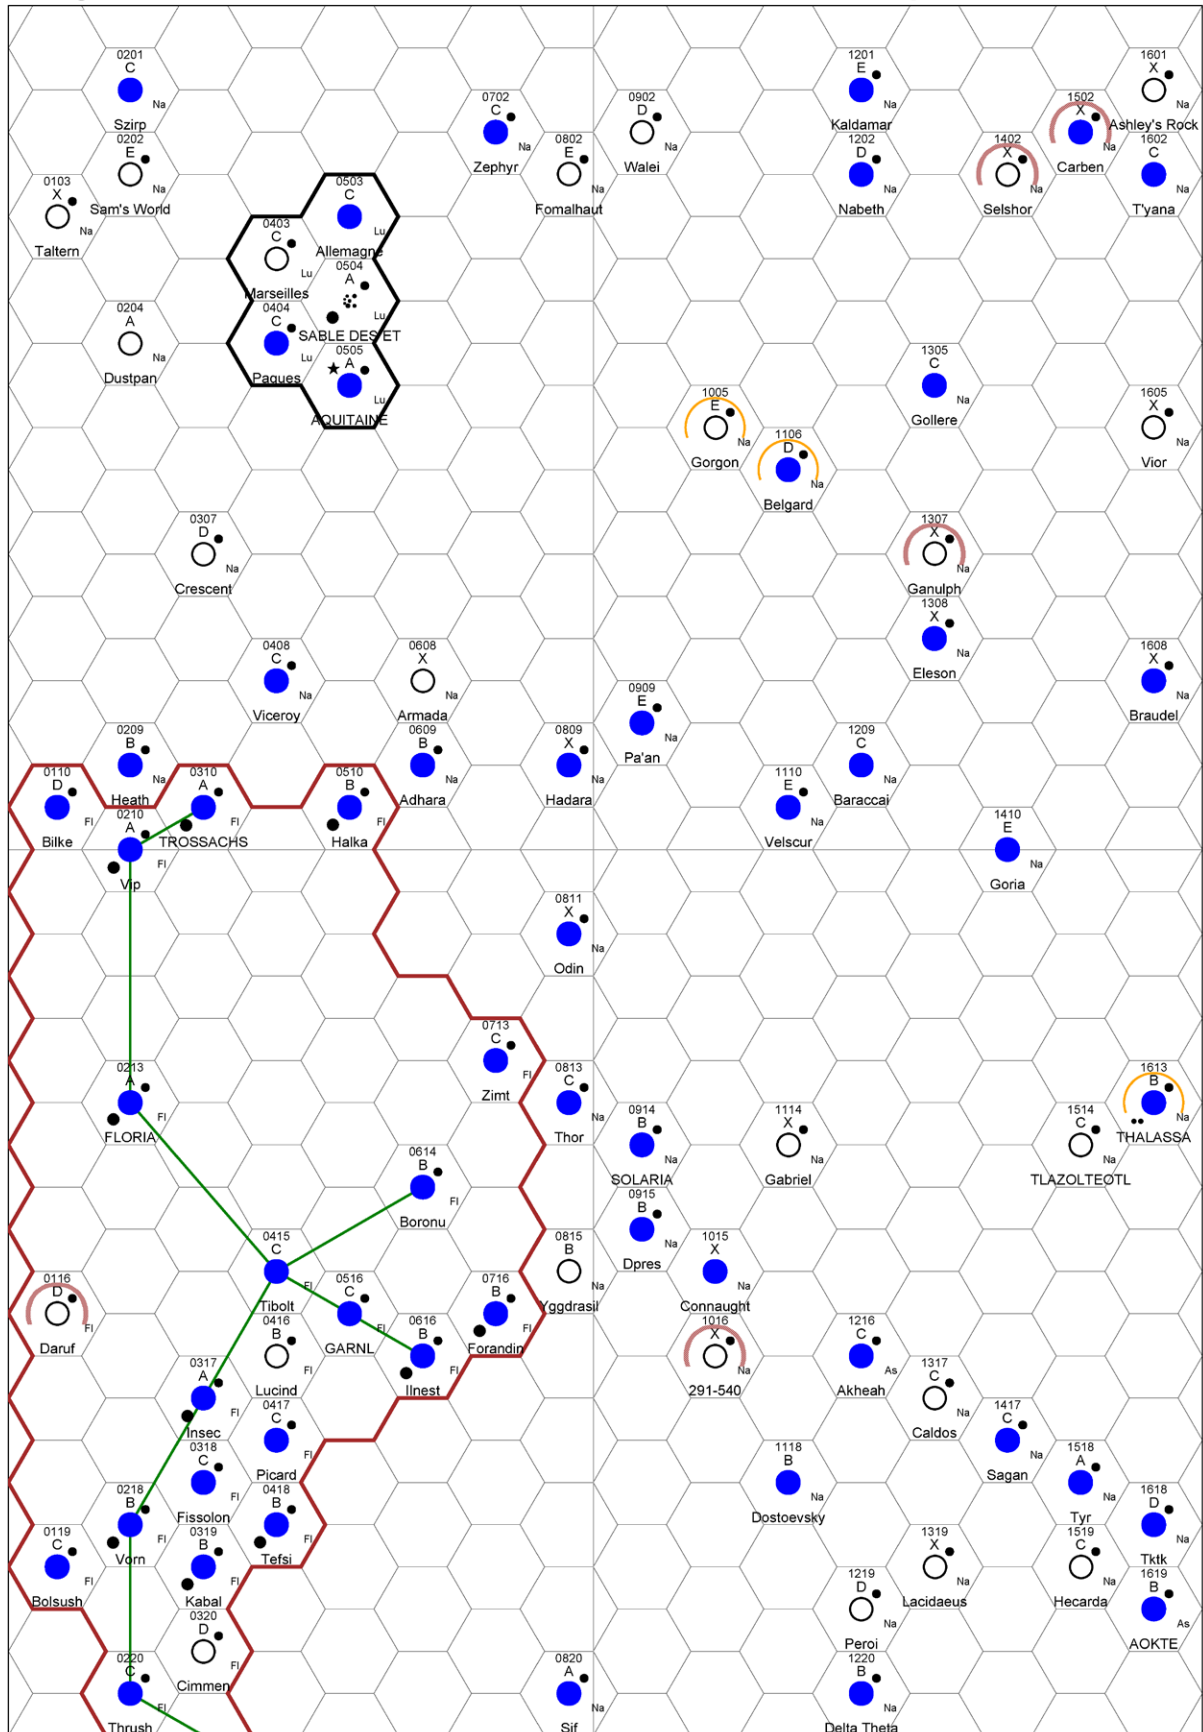 0201
C
Na
Szirp
0202
E
Na
Sam's World
0103
X
Na
Taltern
0204
A
Na
Dustpan
0403
C
Lu
Marseilles
0503
C
Lu
Allemagne
0504
A
Lu
SABLE DES ET
0404
C
Lu
Paques
0505
A
Lu
AQUITAINE
0702
C
Na
Zephyr
0802
E
Na
Fomalhaut
0902
D
Na
Walei
1201
E
Na
Kaldamar
1202
D
Na
Nabeth
1402
X
Na
Selshor
1502
X
Na
Carben
1601
X
Na
Ashley's Rock
1602
C
Na
T'yana
1305
C
Na
Gollere
1005
E
Na
Gorgon
1106
D
Na
Belgard
1605
X
Na
Vior
0307
D
Na
Crescent
1307
X
Na
Ganulph
1308
X
Na
Eleson
0408
C
Na
Viceroy
0608
X
Na
Armada
1608
X
Na
Braudel
0909
E
Na
Pa'an
0209
B
Na
Heath
0609
B
Na
Adhara
0809
X
Na
Hadara
1209
C
Na
Baraccai
0110
D
Fl
Bilke
0210
A
Fl
Vip
0310
A
Fl
TROSSACHS
0510
B
Fl
Halka
1110
E
Na
Velscur
1410
E
Na
Goria
0811
X
Na
Odin
0213
A
Fl
FLORIA
0713
C
Fl
Zimt
0813
C
Na
Thor
1613
B
Na
THALASSA
0614
B
Fl
Boronu
0914
B
Na
SOLARIA
1114
X
Na
Gabriel
1514
C
Na
TLAZOLTEOTL
0415
C
Fl
Tibolt
0815
B
Na
Yggdrasil
0915
B
Na
Dpres
1015
X
Na
Connaught
0116
D
Fl
Daruf
0416
B
Fl
Lucind
0516
C
Fl
GARNL
0616
B
Fl
Ilnest
0716
B
Fl
Forandin
1016
X
Na
291-540
1216
C
As
Akheah
0317
A
Fl
Insec
0417
C
Fl
Picard
1317
C
Na
Caldos
1417
C
Na
Sagan
0218
B
Fl
Vorn
0318
C
Fl
Fissolon
0418
B
Fl
Tefsi
1118
B
Na
Dostoevsky
1518
A
Na
Tyr
1618
D
Na
Tktk
0119
C
Fl
Bolsush
0319
B
Fl
Kabal
1219
D
Na
Peroi
1319
X
Na
Lacidaeus
1519
C
Na
Hecarda
1619
B
As
AOKTE
0220
C
Fl
Thrush
0320
D
Fl
Cimmen
0820
A
Na
Sif
1220
B
Na
Delta Theta